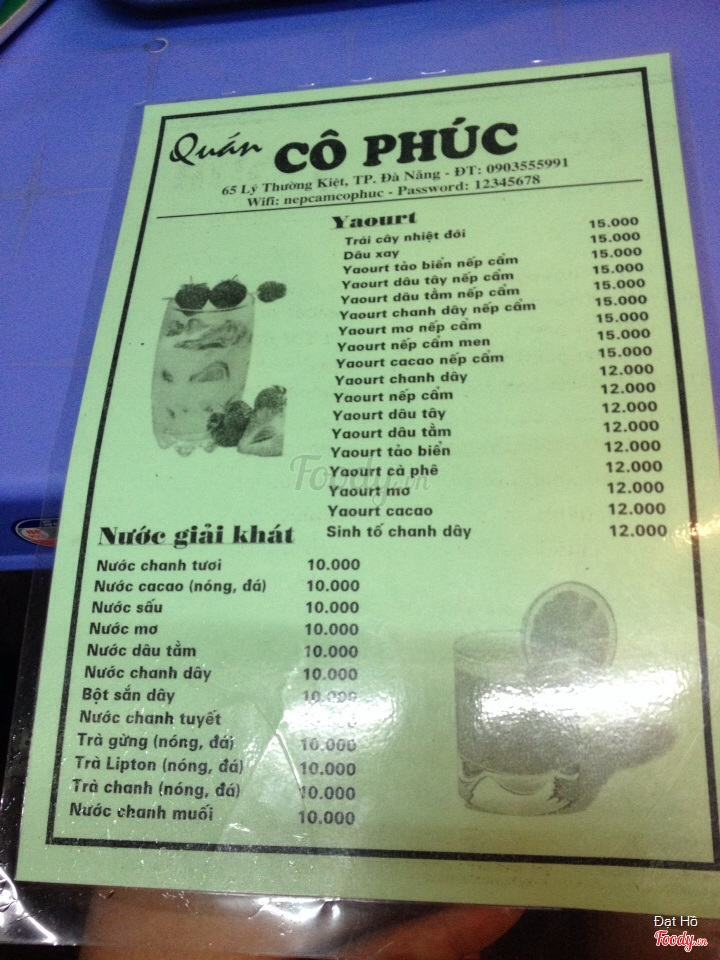 Quán CÔ PHÚC
65 Lý Thường Kiệt, TP. Đà Nẵng - ĐT: 0903555991
Wifi: nepcamcophuc - Password: 12345678
Yaourt
Trái cây nhiệt đới 15.000
Dâu xay 15.000
Yaourt tảo biển nếp cẩm 15.000
Yaourt dâu tây nếp cẩm 15.000
Yaourt dâu tằm nếp cẩm 15.000
Yaourt chanh dây nếp cẩm 15.000
Yaourt mơ nếp cẩm 15.000
Yaourt nếp cẩm men 15.000
Yaourt cacao nếp cẩm 15.000
Yaourt chanh dây 12.000
Yaourt nếp cẩm 12.000
Yaourt dâu tây 12.000
Yaourt dâu tằm 12.000
Yaourt tảo biển 12.000
Yaourt cà phê 12.000
Yaourt mơ 12.000
Yaourt cacao 12.000
Sinh tố chanh dây 12.000
Nước giải khát
Nước chanh tươi 10.000
Nước cacao (nóng, đá) 10.000
Nước sấu 10.000
Nước mơ 10.000
Nước dâu tằm 10.000
Nước chanh dây 10.000
Bột sắn dây 10.000
Nước chanh tuyết
Trà gừng (nóng, đá) 10.000
Trà Lipton (nóng, đá) 10.000
Trà chanh (nóng, đá) 10.000
Nước chanh muối 10.000
Foody.vn
Đạt Hồ
Foody.vn